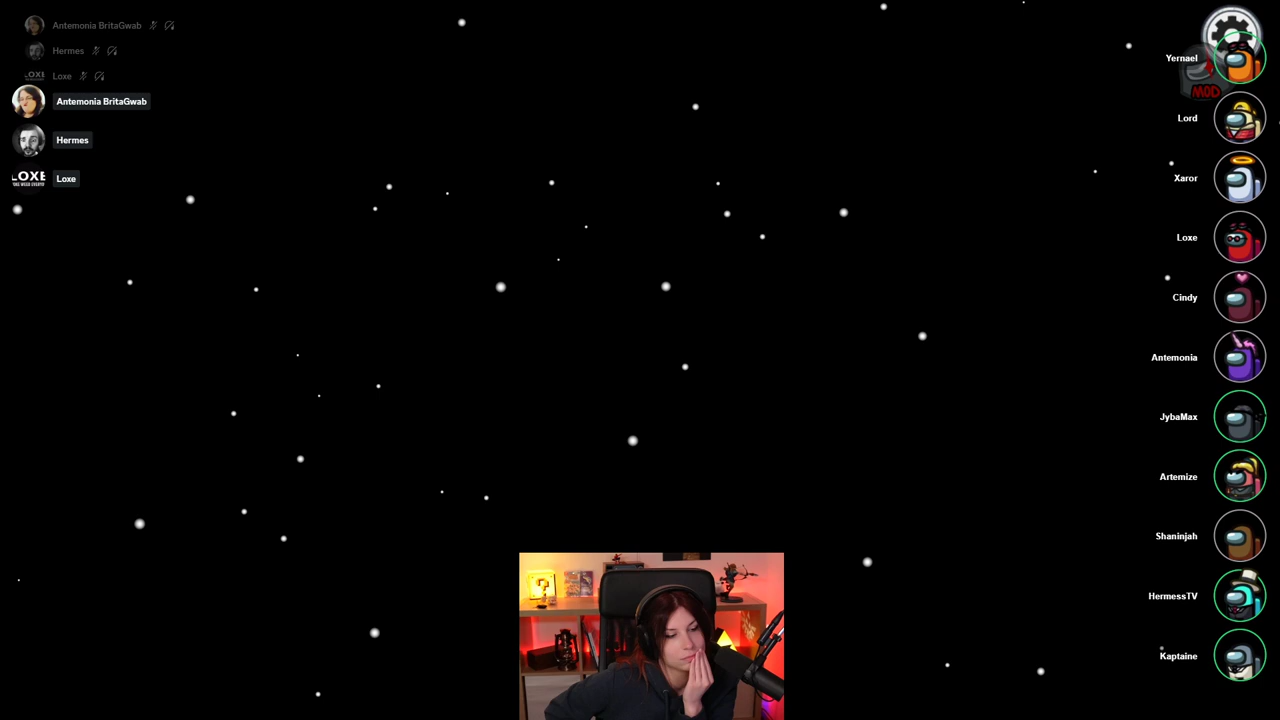 Antemonia BritaGwab
Hermes
LOXE
Loxe
Antemonia BritaGwab
Hermes
LOXE
Loxe
Yernael
MOD
Lord
Xaror
Loxe
Cindy
Antemonia
JybaMax
Artemize
Shaninjah
HermessTV
Kaptaine